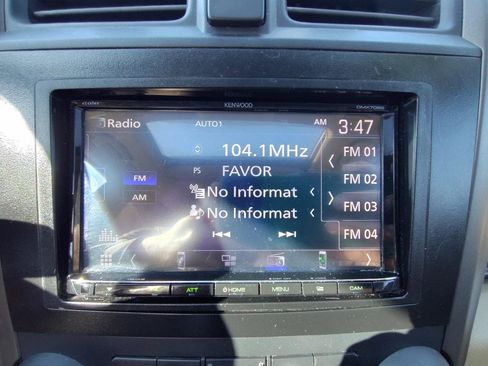 KENWOOD
Radio
AUTO1
AM 3:47
104.1MHz
PS FAVOR
No Informat
No Informat
FM
AM
FM 01
FM 02
FM 03
FM 04
ATT
HOME
MENU
CAM